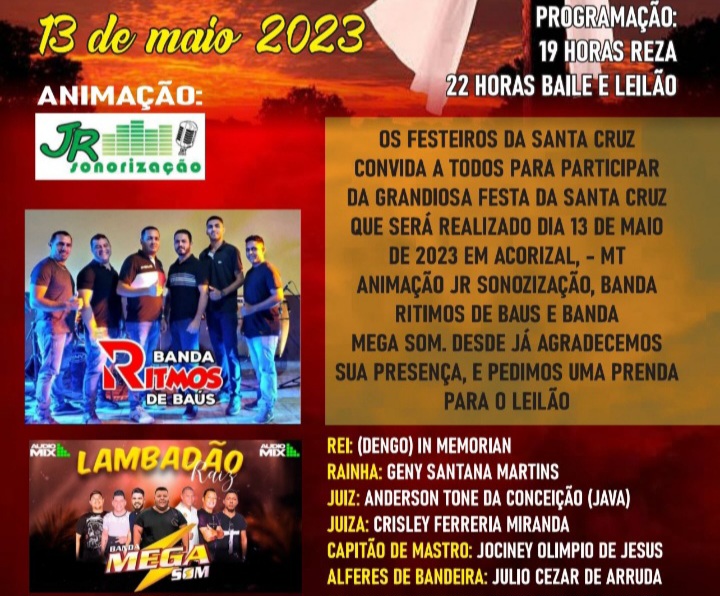 13 de maio 2023
PROGRAMAÇÃO:
19 HORAS REZA
22 HORAS BAILE E LEILÃO
ANIMAÇÃO:
JR
sonorização
OS FESTEIROS DA SANTA CRUZ
CONVIDA A TODOS PARA PARTICIPAR
DA GRANDIOSA FESTA DA SANTA CRUZ
QUE SERÁ REALIZADO DIA 13 DE MAIO
DE 2023 EM ACORIZAL, - MT
ANIMAÇÃO JR SONOZIZAÇÃO, BANDA
RITIMOS DE BAUS E BANDA
MEGA SOM. DESDE JÁ AGRADECEMOS
SUA PRESENÇA, E PEDIMOS UMA PRENDA
PARA O LEILÃO
BANDA
RITMOS
DE BAÚS
AUDIO
MIX
LAMBADÃO
Raiz
AUDIO
MIX
BANDA
MEGA
SOM
REI: (DENGO) IN MEMORIAN
RAINHA: GENY SANTANA MARTINS
JUIZ: ANDERSON TONE DA CONCEIÇÃO (JAVA)
JUIZA: CRISLEY FERRERIA MIRANDA
CAPITÃO DE MASTRO: JOCINEY OLIMPIO DE JESUS
ALFERES DE BANDEIRA: JULIO CEZAR DE ARRUDA